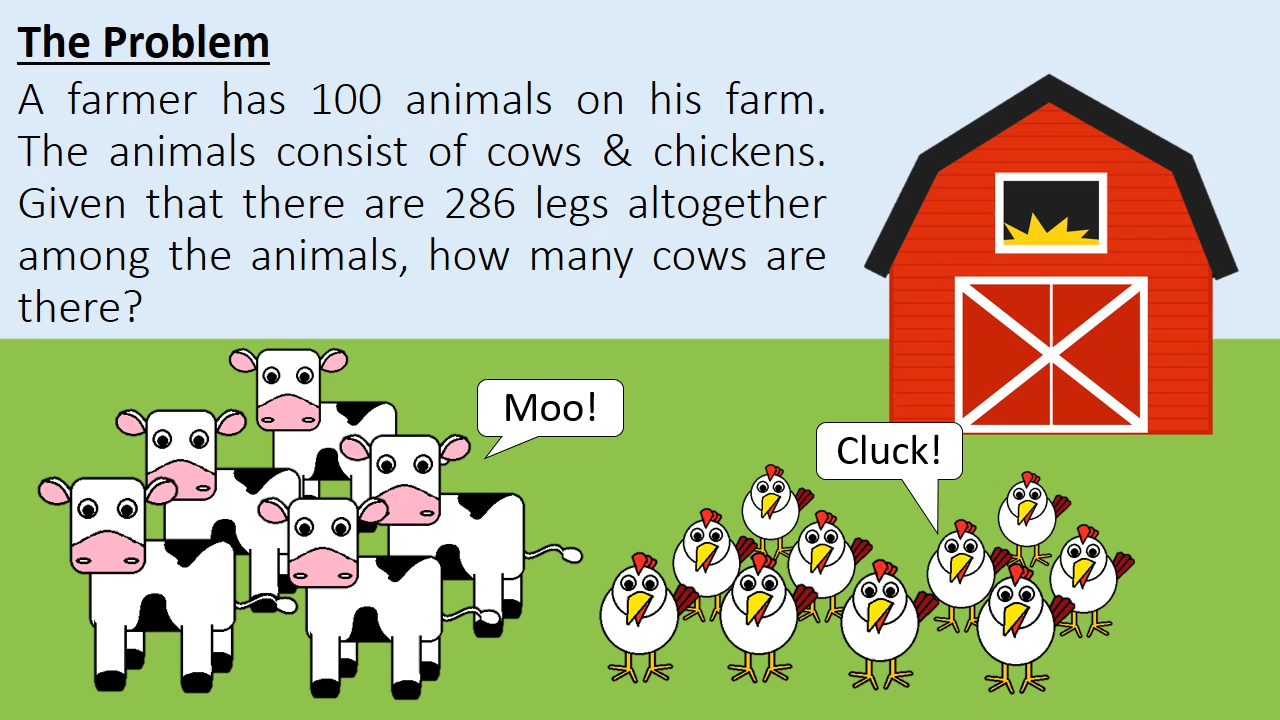 The Problem
A farmer has 100 animals on his farm.
The animals consist of cows & chickens.
Given that there are 286 legs altogether
among the animals, how many cows are
there?
Moo!
Cluck!